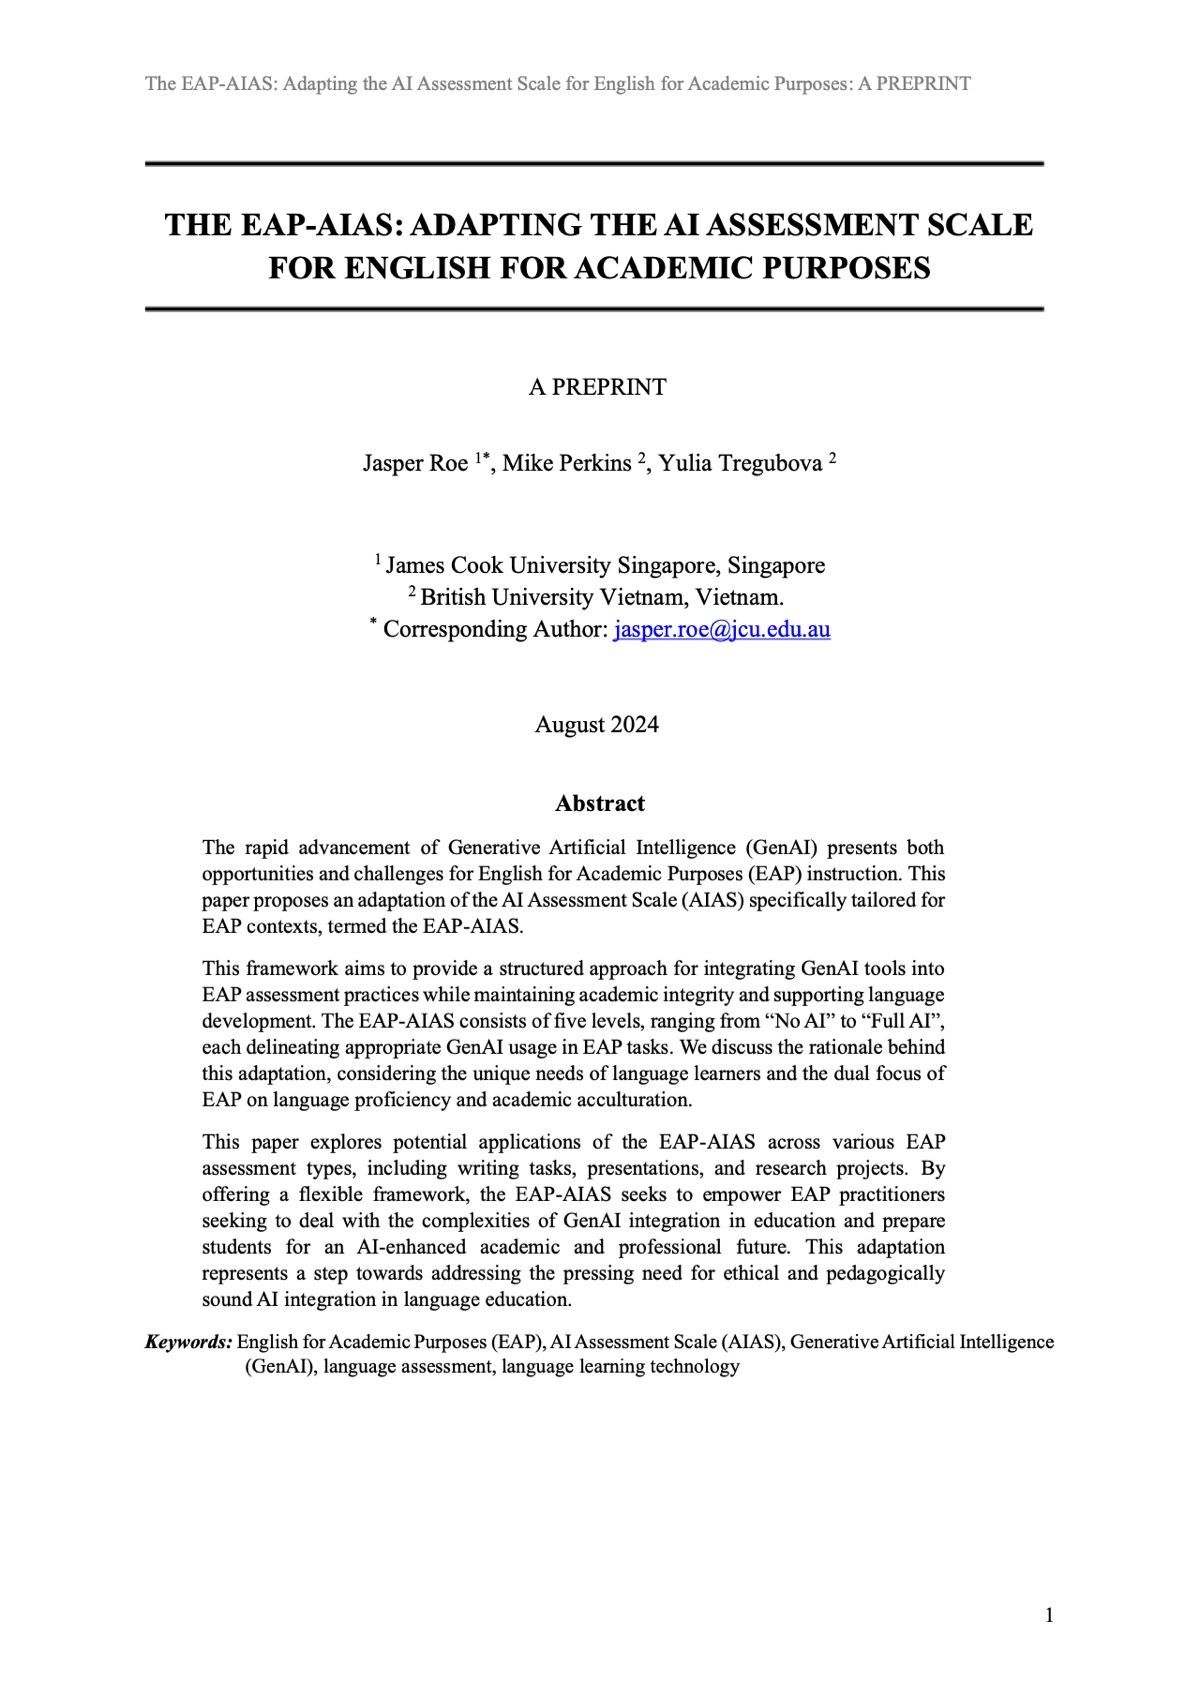 The EAP-AIAS: Adapting the AI Assessment Scale for English for Academic Purposes: A PREPRINT
THE EAP-AIAS: ADAPTING THE AI ASSESSMENT SCALE
FOR ENGLISH FOR ACADEMIC PURPOSES
A PREPRINT
Jasper Roe 1*, Mike Perkins 2, Yulia Tregubova 2
1 James Cook University Singapore, Singapore
2 British University Vietnam, Vietnam.
* Corresponding Author: jasper.roe@jcu.edu.au
August 2024
Abstract
The rapid advancement of Generative Artificial Intelligence (GenAI) presents both
opportunities and challenges for English for Academic Purposes (EAP) instruction. This
paper proposes an adaptation of the AI Assessment Scale (AIAS) specifically tailored for
EAP contexts, termed the EAP-AIAS.
This framework aims to provide a structured approach for integrating GenAI tools into
EAP assessment practices while maintaining academic integrity and supporting language
development. The EAP-AIAS consists of five levels, ranging from “No AI” to “Full AI”,
each delineating appropriate GenAI usage in EAP tasks. We discuss the rationale behind
this adaptation, considering the unique needs of language learners and the dual focus of
EAP on language proficiency and academic acculturation.
This paper explores potential applications of the EAP-AIAS across various EAP
assessment types, including writing tasks, presentations, and research projects. By
offering a flexible framework, the EAP-AIAS seeks to empower EAP practitioners
seeking to deal with the complexities of GenAI integration in education and prepare
students for an AI-enhanced academic and professional future. This adaptation
represents a step towards addressing the pressing need for ethical and pedagogically
sound AI integration in language education.
Keywords: English for Academic Purposes (EAP), AI Assessment Scale (AIAS), Generative Artificial Intelligence
(GenAI), language assessment, language learning technology
1